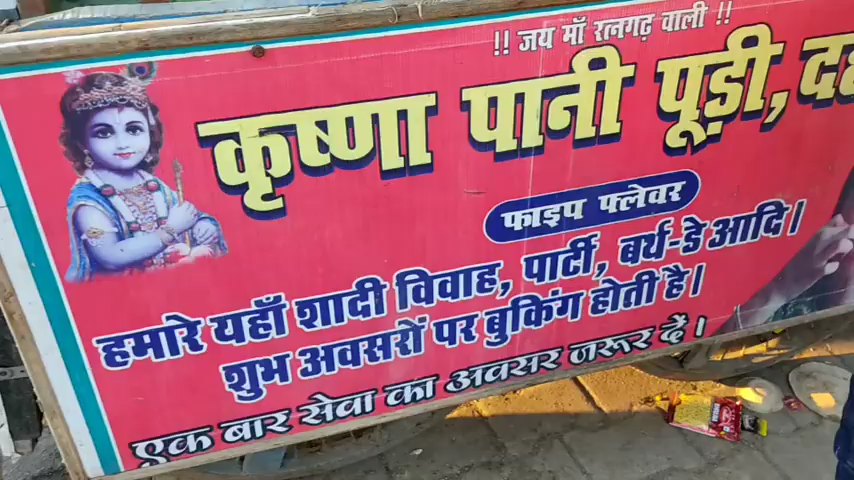 !! जय माँ रतनगढ़ वाली !!
कृष्णा पानी पूड़ी,
फाइप फ्लेवर
हमारे यहाँ शादी विवाह, पार्टी, बर्थ-डे आदि।
शुभ अवसरों पर बुकिंग होती है।
एक बार सेवा का अवसर जरूर दें।